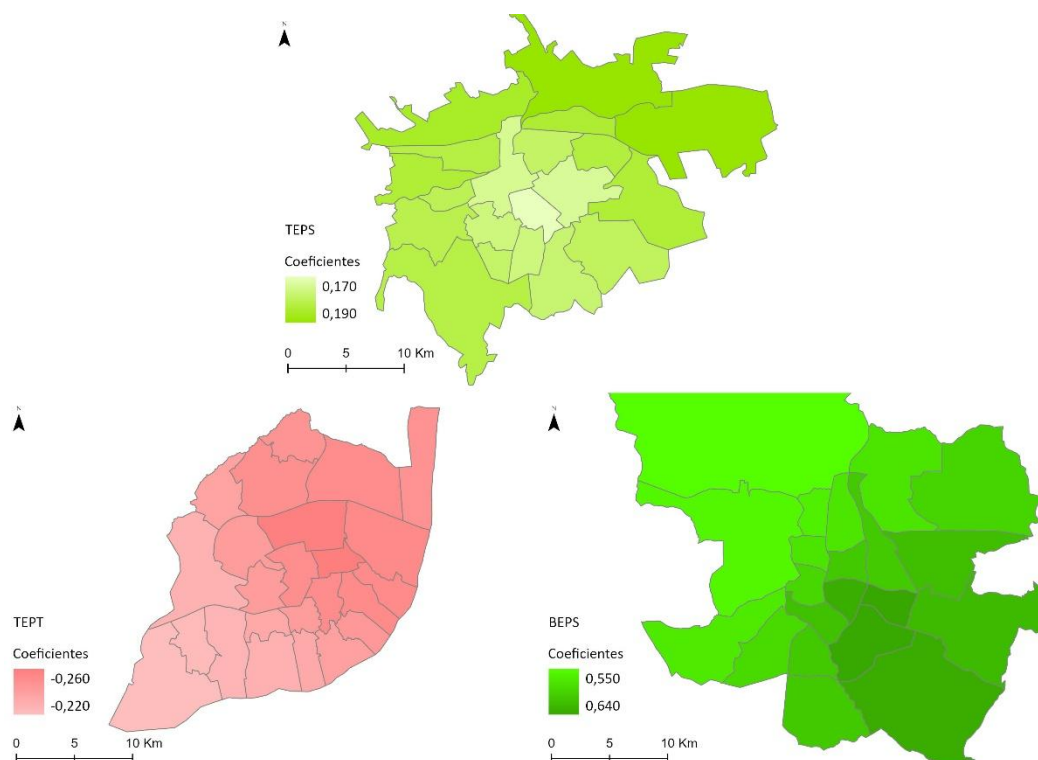 N
TEPS
Coeficientes
0,170
0,190
0 5 10 Km
N
TEPT
Coeficientes
-0,260
-0,220
0 5 10 Km
N
BEPS
Coeficientes
0,550
0,640
0 5 10 Km